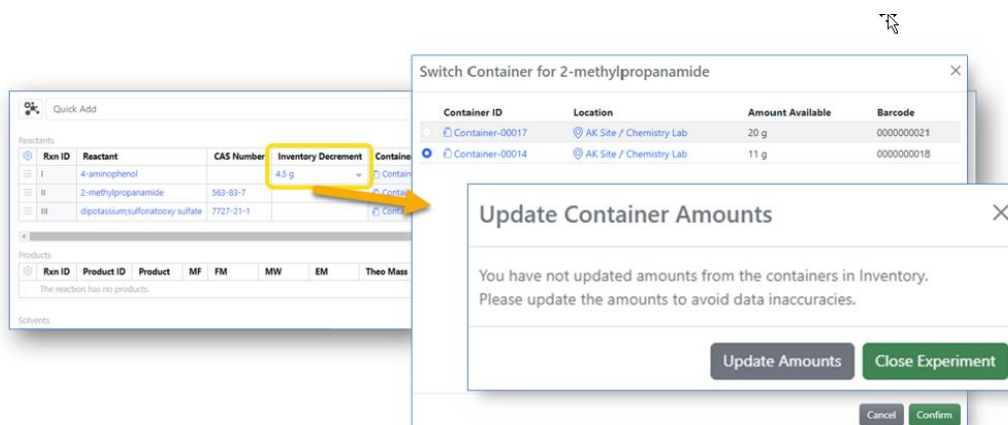 Quick Add
Reactants
Rxn ID Reactant CAS Number Inventory Decrement
I 4-aminophenol 4.5 g
II 2-methylpropanamide 563-83-7
III dipotassium;sulfonatooxy sulfate 7727-21-1
Products
Rxn ID Product ID Product MF FM MW EM Theo Mass
The reaction has no products.
Solvents
Switch Container for 2-methylpropanamide
Container ID Location Amount Available Barcode
Container-00017 AK Site / Chemistry Lab 20 g 0000000021
Container-00014 AK Site / Chemistry Lab 11 g 0000000018
Update Container Amounts
You have not updated amounts from the containers in Inventory.
Please update the amounts to avoid data inaccuracies.
Update Amounts Close Experiment
Cancel Confirm